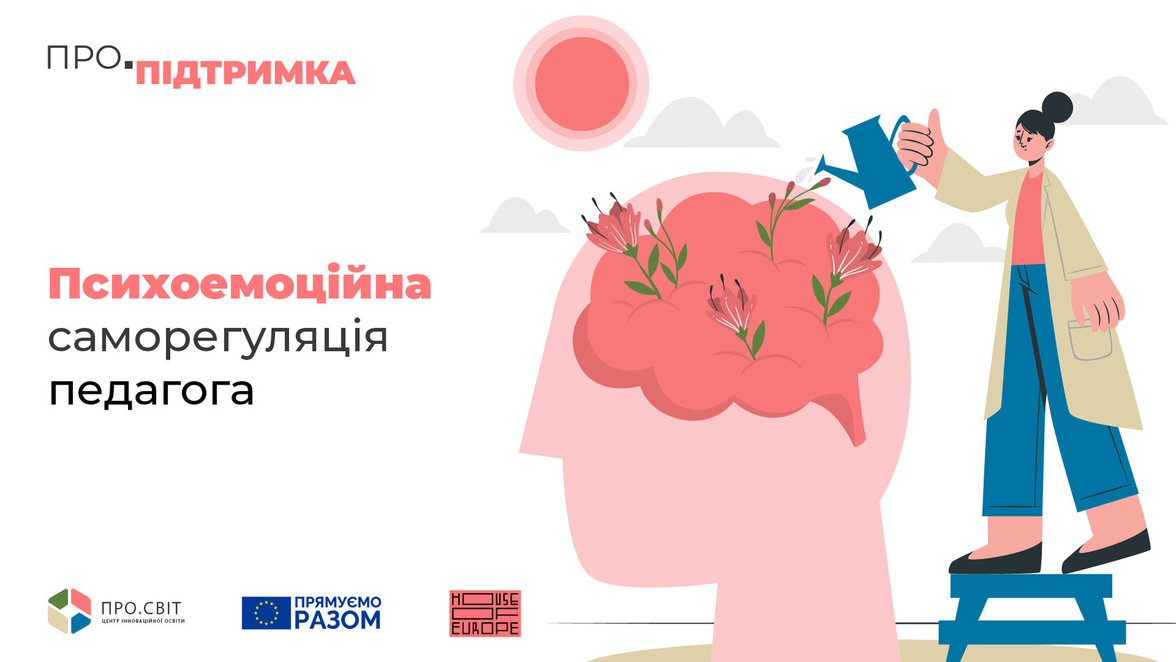 ПРО.ПІДТРИМКА
Психоемоційна
саморегуляція
педагога
ПРО.СВІТ
ЦЕНТР ІННОВАЦІЙНОЇ ОСВІТИ
ПРЯМУЄМО
РАЗОМ
HOUSE
OF
EUROPE